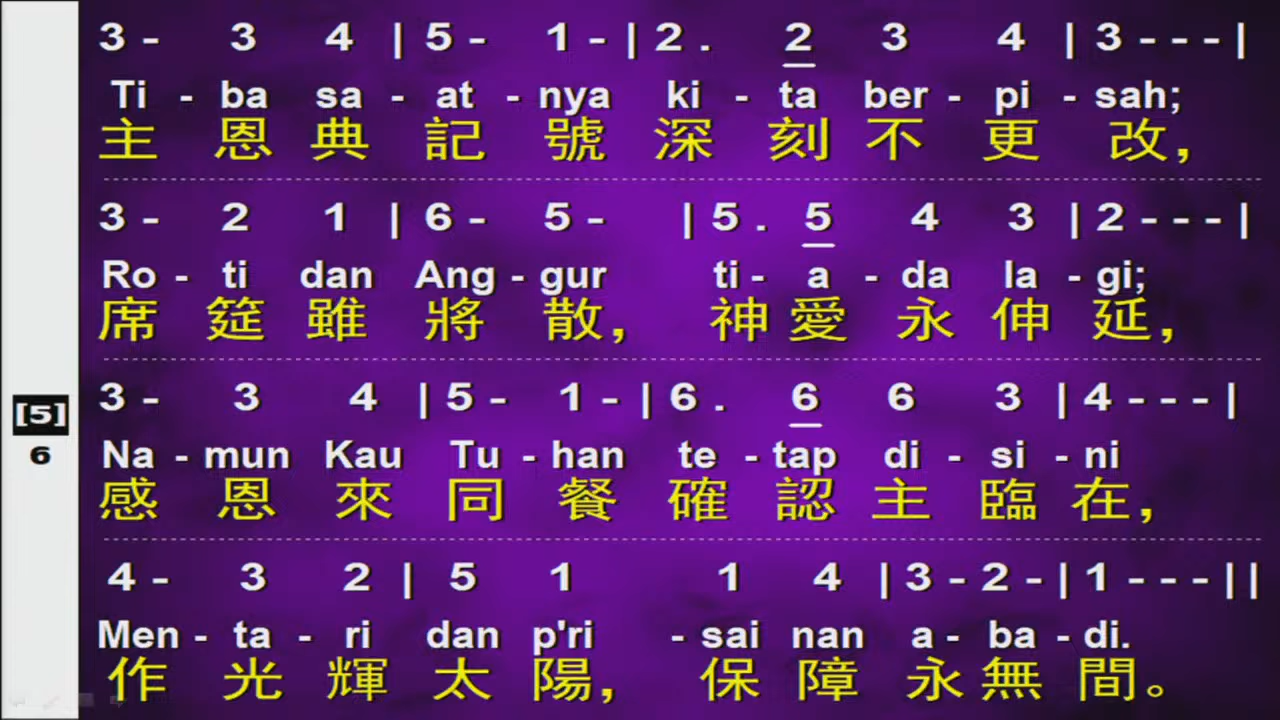 3 - 3 4 | 5 - 1 - | 2 . 2 3 4 | 3 - - - |
Ti - ba sa - at - nya ki - ta ber - pi - sah;
主 恩 典 記 號 深 刻 不 更 改，
3 - 2 1 | 6 - 5 - | 5 . 5 4 3 | 2 - - - |
Ro - ti dan Ang - gur ti - a - da la - gi;
席 筵 雖 將 散， 神 愛 永 伸 延，
[5]
6
3 - 3 4 | 5 - 1 - | 6 . 6 6 3 | 4 - - - |
Na - mun Kau Tu - han te - tap di - si - ni
感 恩 來 同 餐 確 認 主 臨 在，
4 - 3 2 | 5 1 1 4 | 3 - 2 - | 1 - - - | |
Men - ta - ri dan p'ri - sai nan a - ba - di.
作 光 輝 太 陽， 保 障 永 無 間。